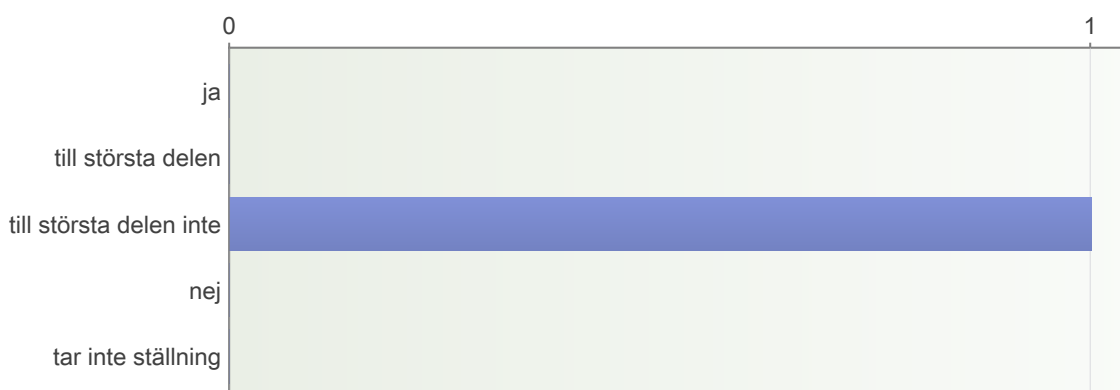 0 1
ja
till största delen
till största delen inte
nej
tar inte ställning